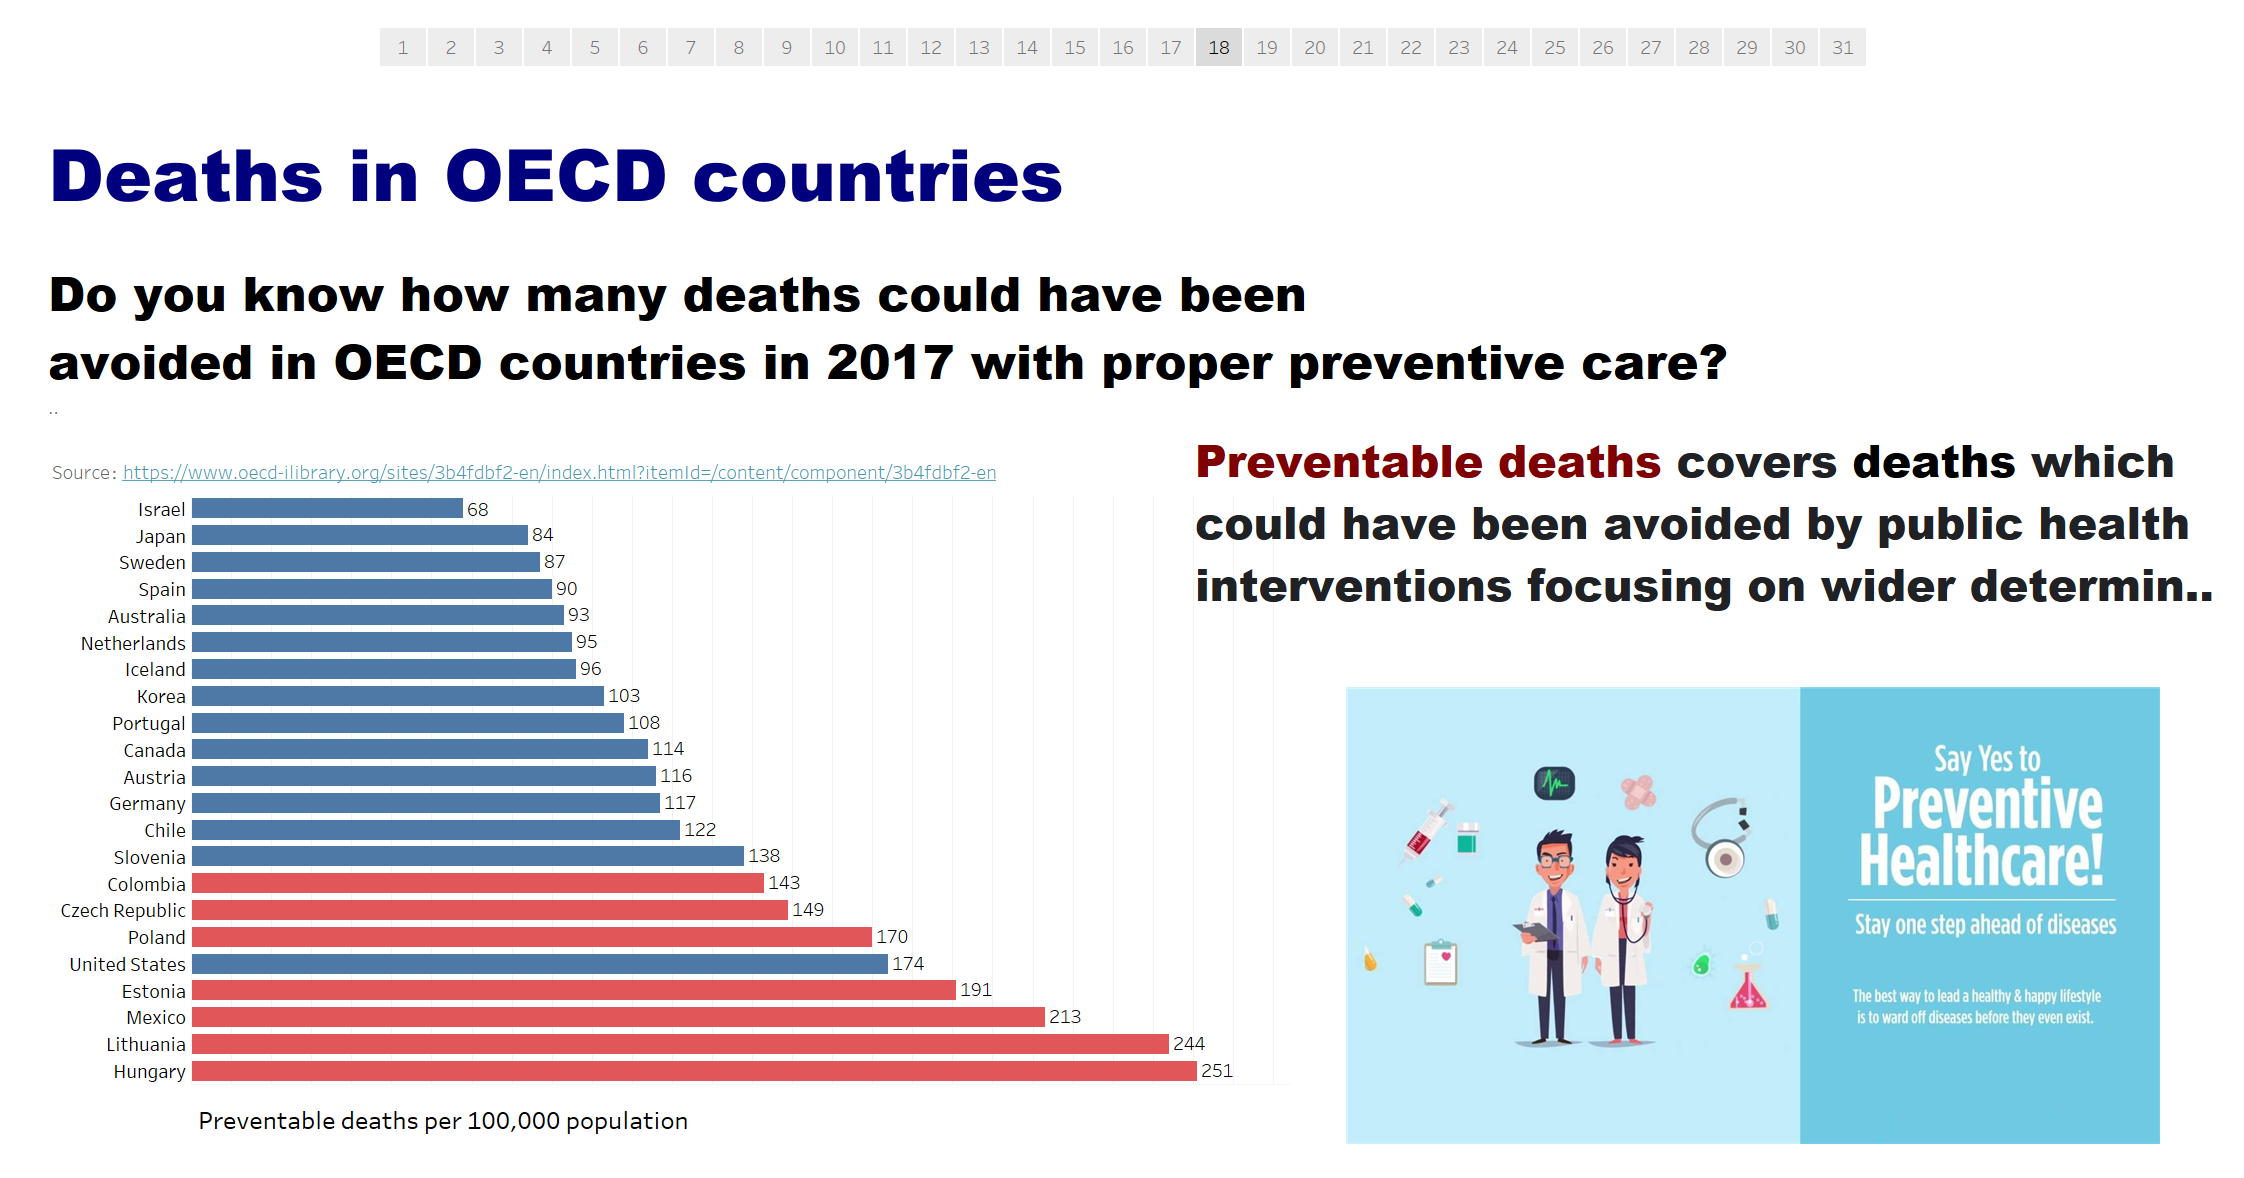 1 2 3 4 5 6 7 8 9 10 11 12 13 14 15 16 17 18 19 20 21 22 23 24 25 26 27 28 29 30 31
Deaths in OECD countries
Do you know how many deaths could have been
avoided in OECD countries in 2017 with proper preventive care?
..
Source: https://www.oecd-ilibrary.org/sites/3b4fdbf2-en/index.html?itemId=/content/component/3b4fdbf2-en
Israel 68
Japan 84
Sweden 87
Spain 90
Australia 93
Netherlands 95
Iceland 96
Korea 103
Portugal 108
Canada 114
Austria 116
Germany 117
Chile 122
Slovenia 138
Colombia 143
Czech Republic 149
Poland 170
United States 174
Estonia 191
Mexico 213
Lithuania 244
Hungary 251
Preventable deaths per 100,000 population
Preventable deaths covers deaths which
could have been avoided by public health
interventions focusing on wider determin..
Say Yes to
Preventive
Healthcare!
Stay one step ahead of diseases
The best way to lead a healthy & happy lifestyle
is to ward off diseases before they even exist.